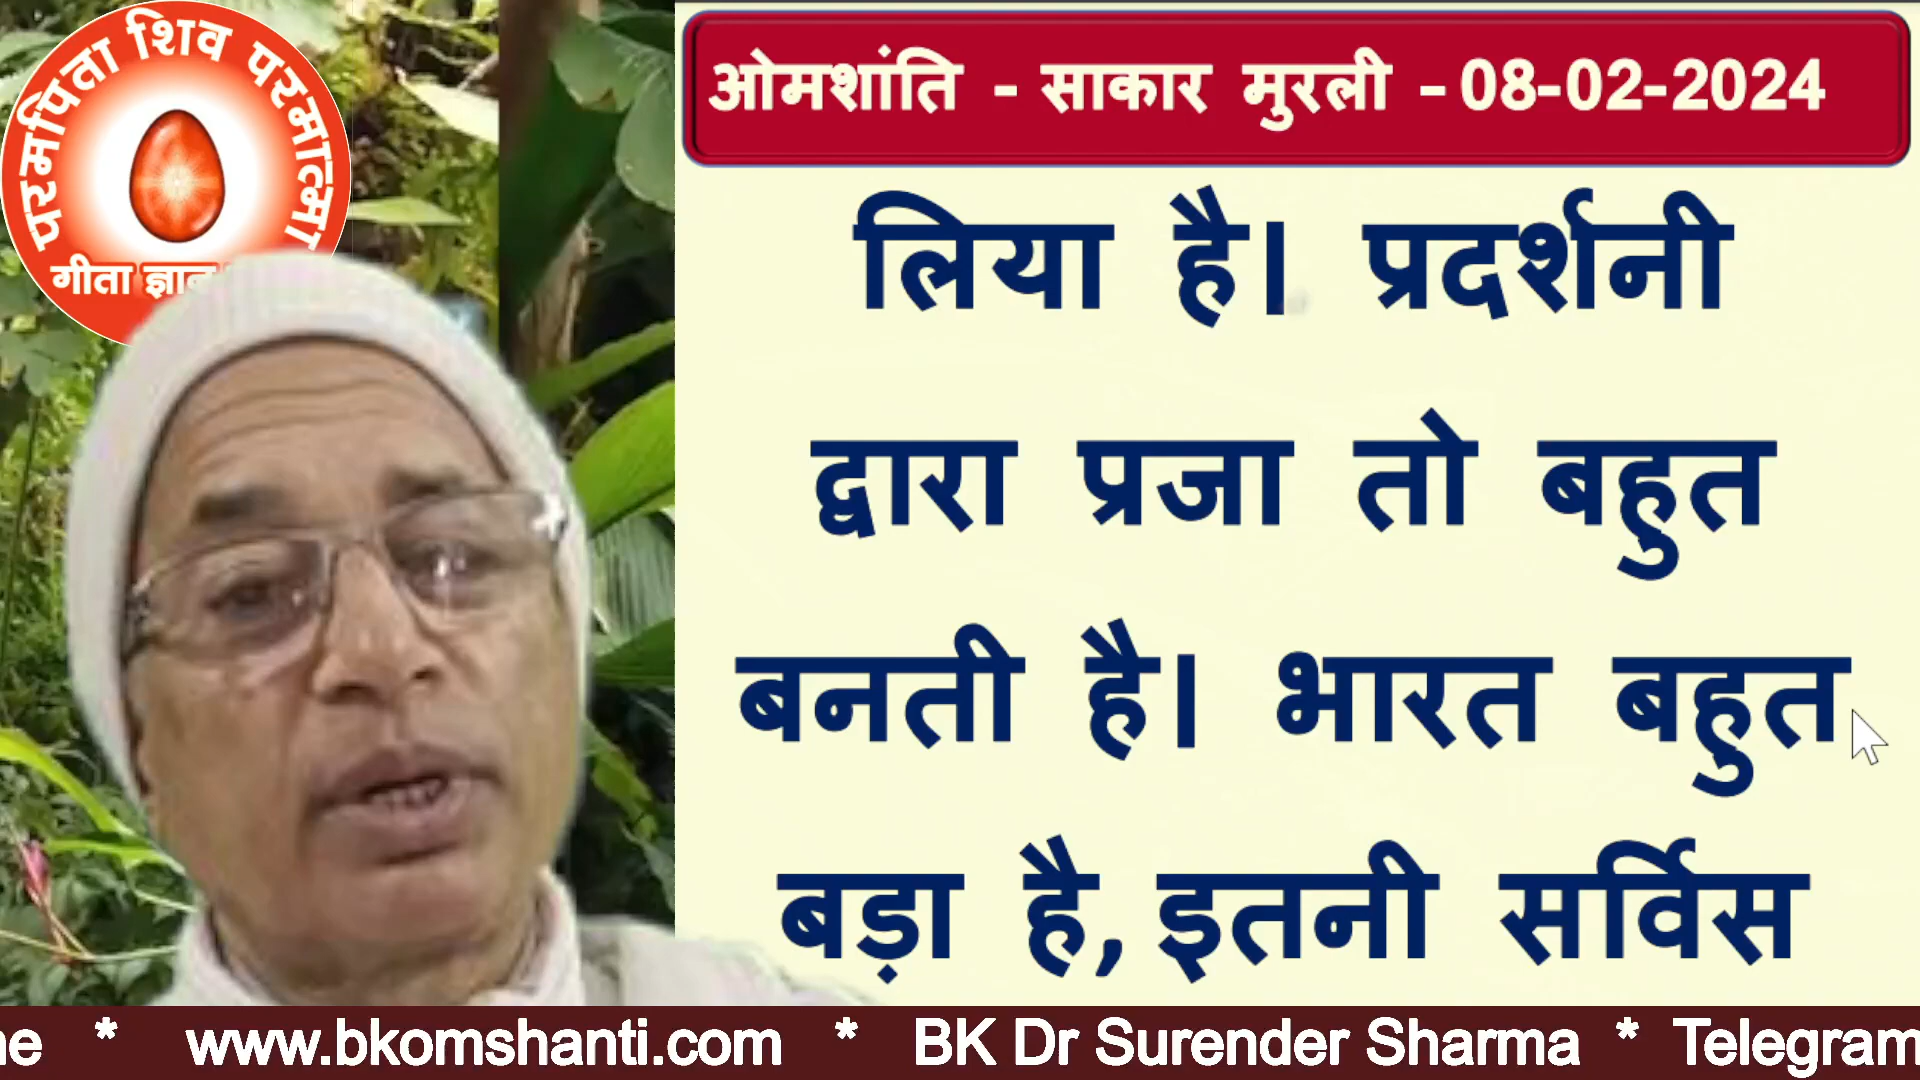 परमपिता शिव परमात्मा
गीता ज्ञान
ओमशांति - साकार मुरली - 08-02-2024
लिया है। प्रदर्शनी
द्वारा प्रजा तो बहुत
बनती है। भारत बहुत
बड़ा है, इतनी सर्विस
* www.bkomshanti.com * BK Dr Surender Sharma * Telegram